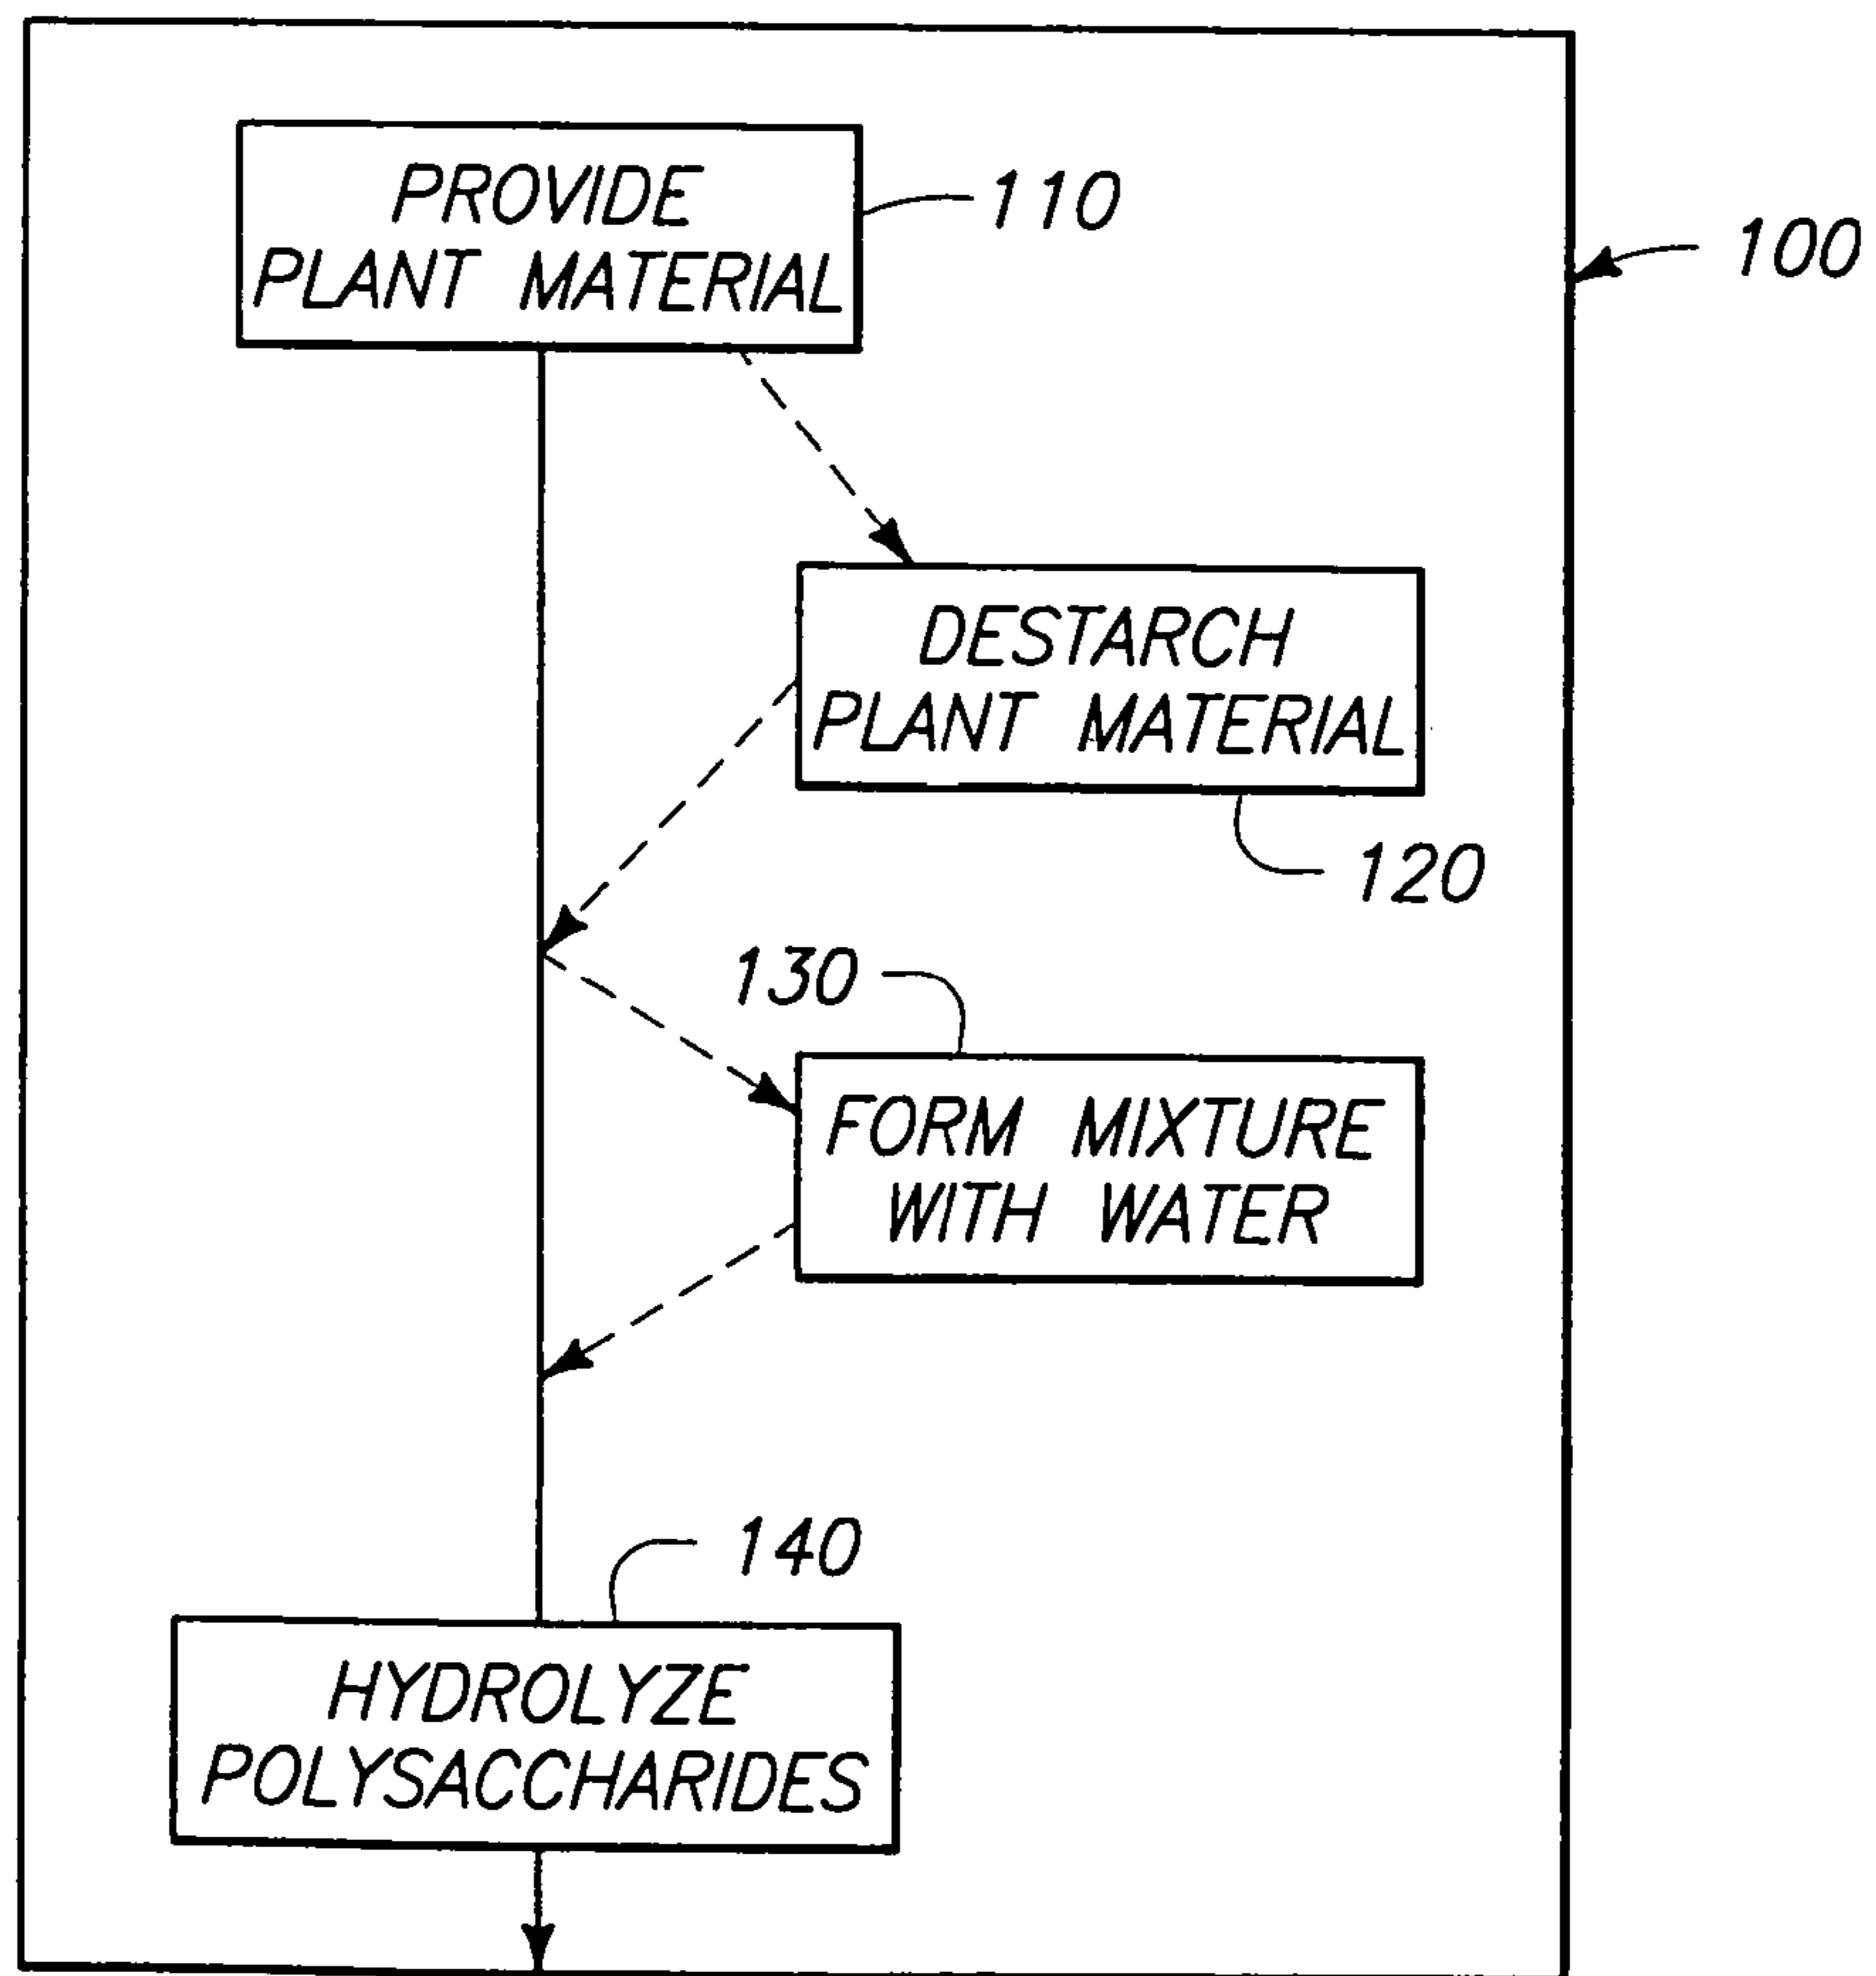 PROVIDE
PLANT MATERIAL
110
100
DESTARCH
PLANT MATERIAL
120
130
FORM MIXTURE
WITH WATER
140
HYDROLYZE
POLYSACCHARIDES